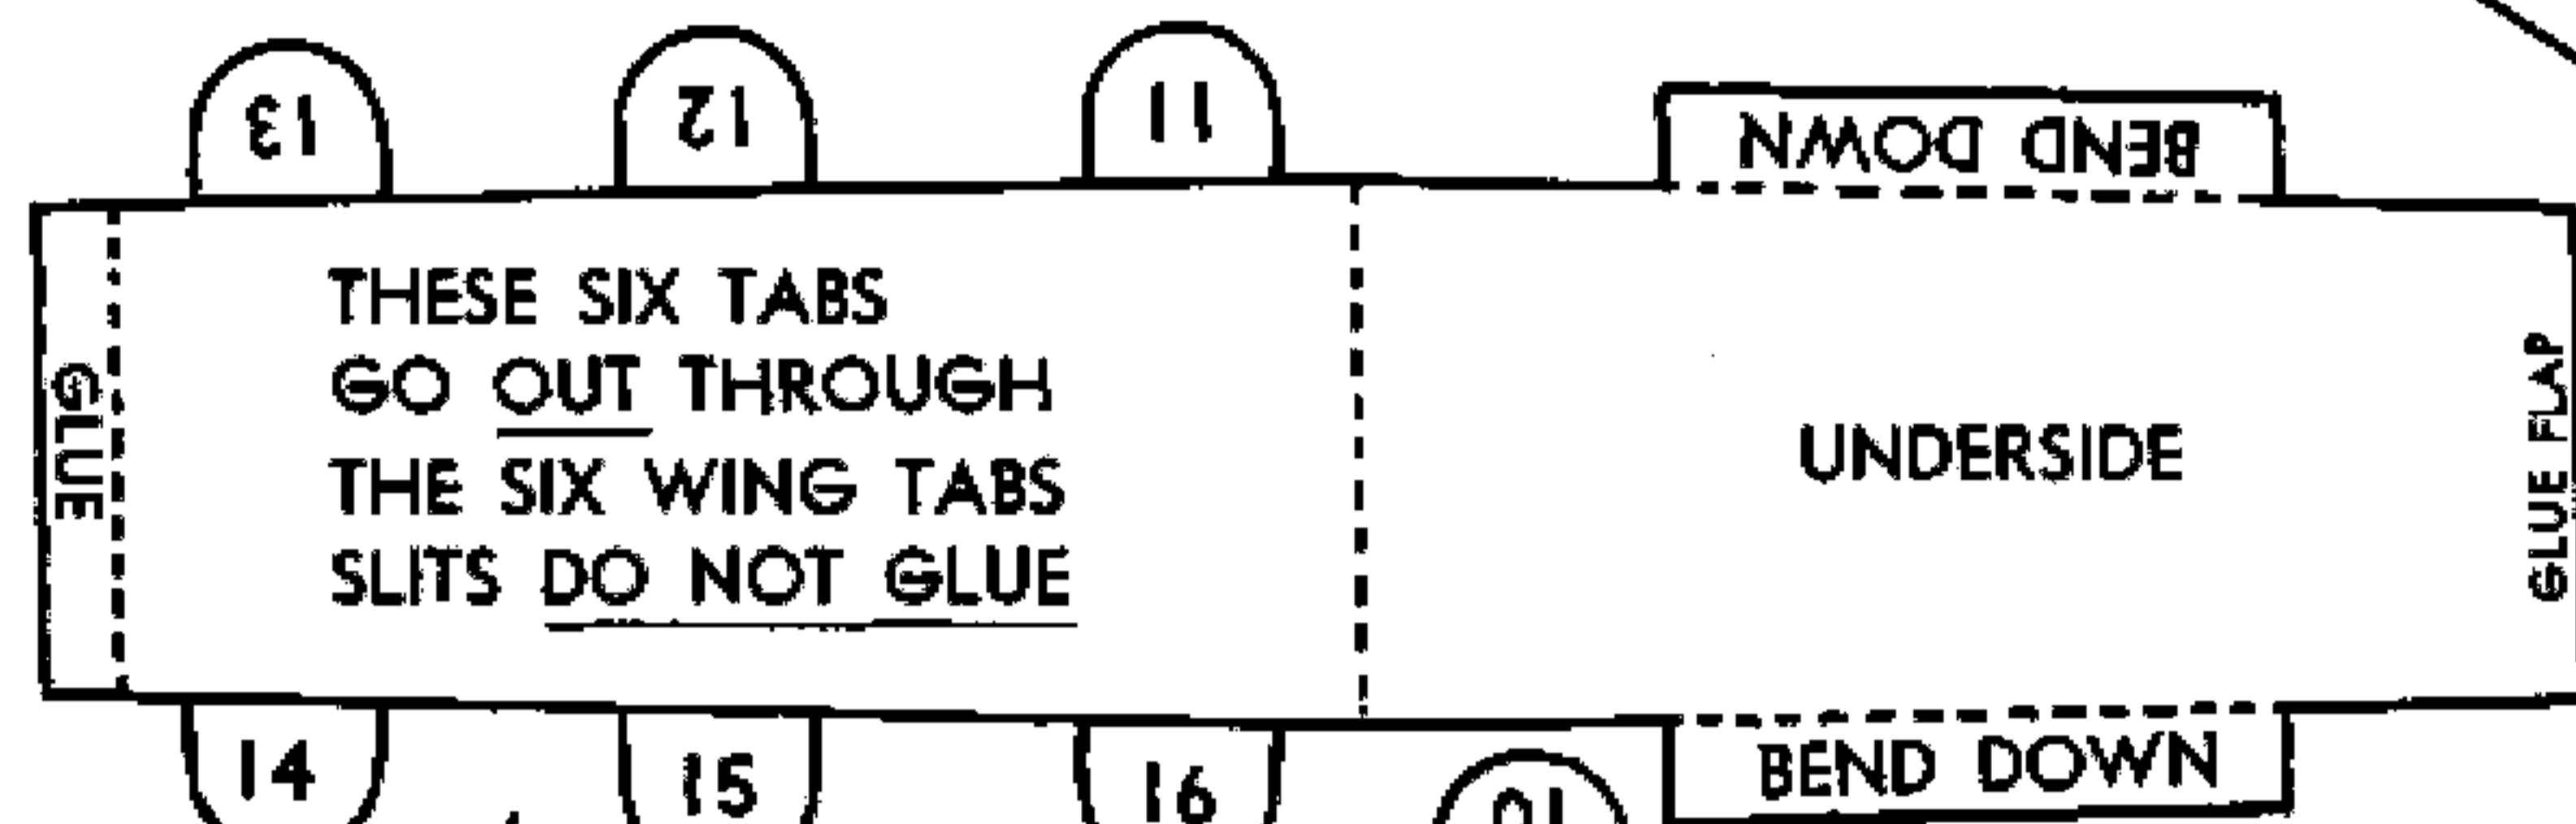 13
12
11
BEND DOWN
THESE SIX TABS
GO OUT THROUGH
THE SIX WING TABS
SLITS DO NOT GLUE
GLUE
UNDERSIDE
GLUE FLAP
14
15
16
BEND DOWN